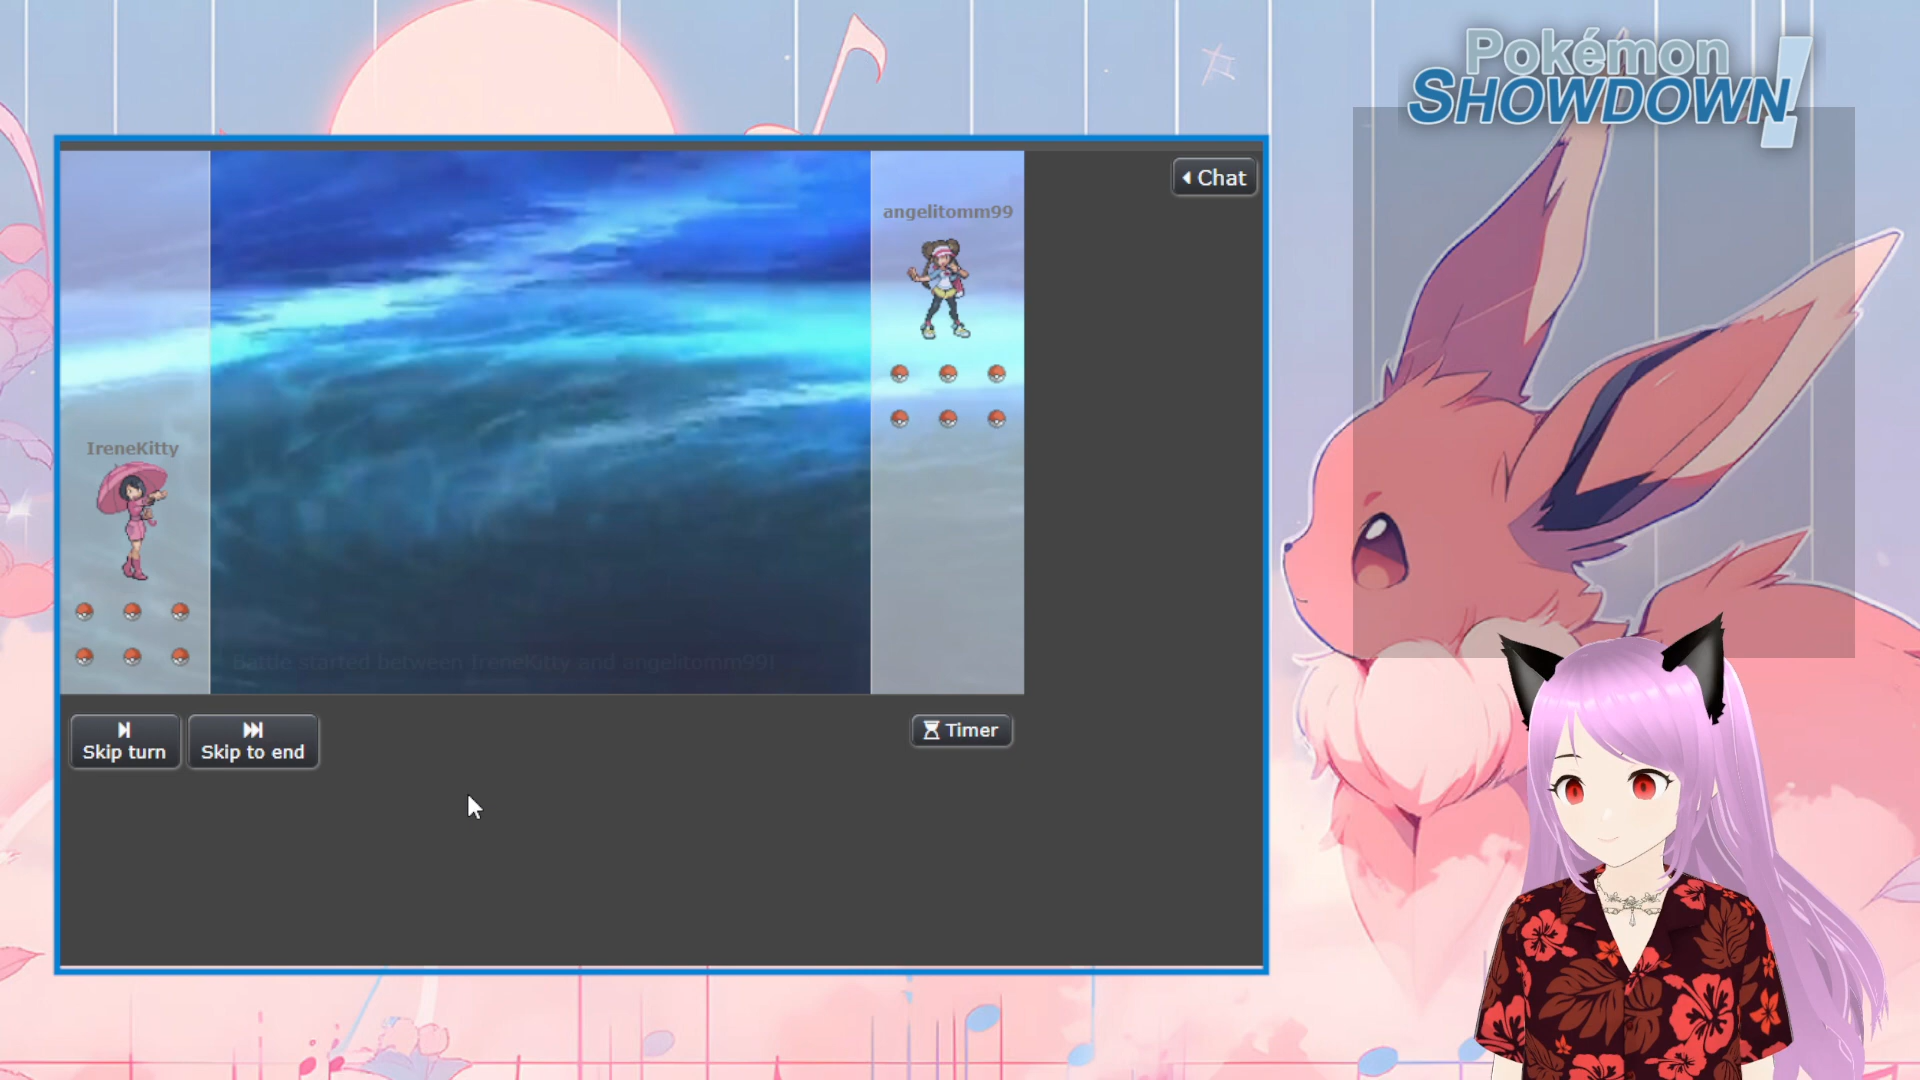 Pokémon
SHOWDOWN!
Chat
angelitomm99
IreneKitty
Battle started between IreneKitty and angelitomm99!
Skip turn
Skip to end
Timer